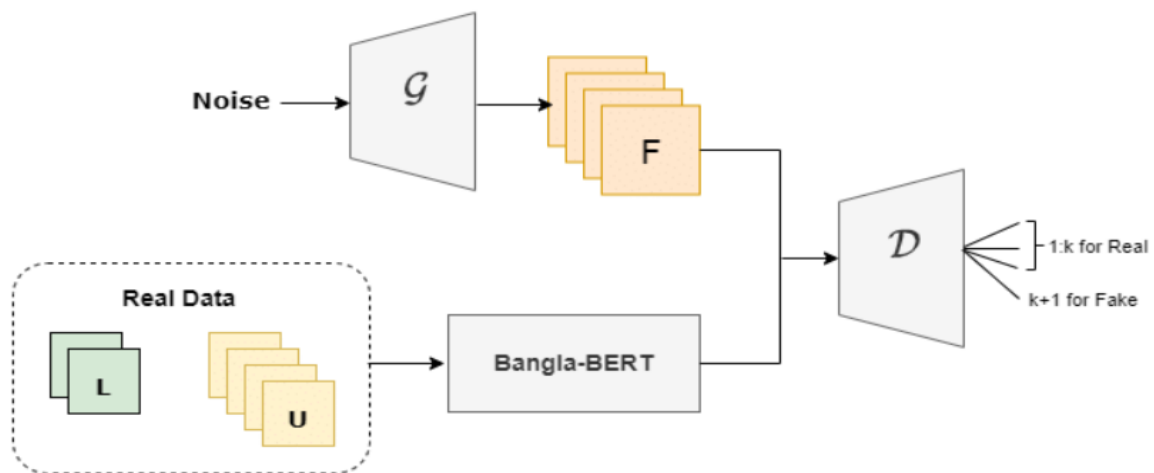 Noise
𝒢
F
𝒟
1:k for Real
k+1 for Fake
Real Data
L
U
Bangla-BERT